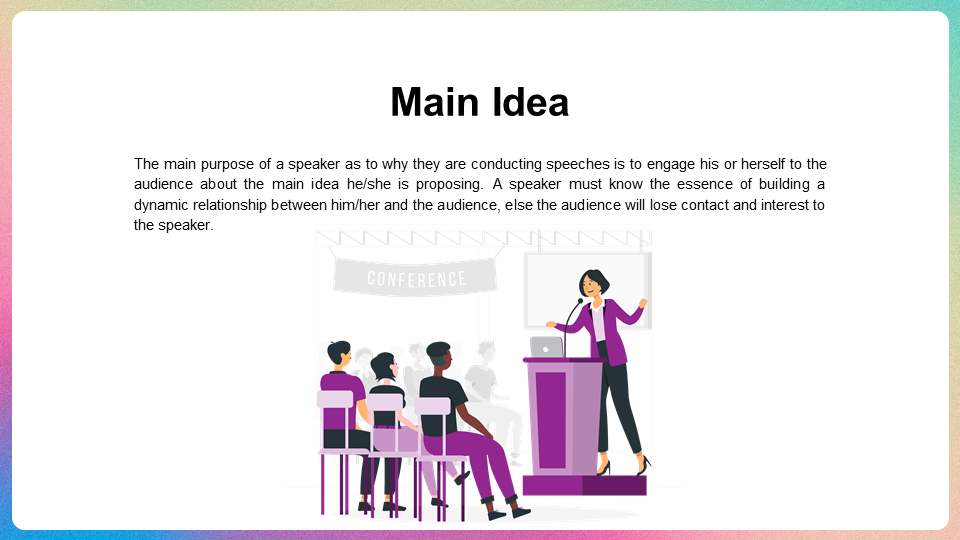 Main Idea
The main purpose of a speaker as to why they are conducting speeches is to engage his or herself to the
audience about the main idea he/she is proposing. A speaker must know the essence of building a
dynamic relationship between him/her and the audience, else the audience will lose contact and interest to
the speaker.
CONFERENCE